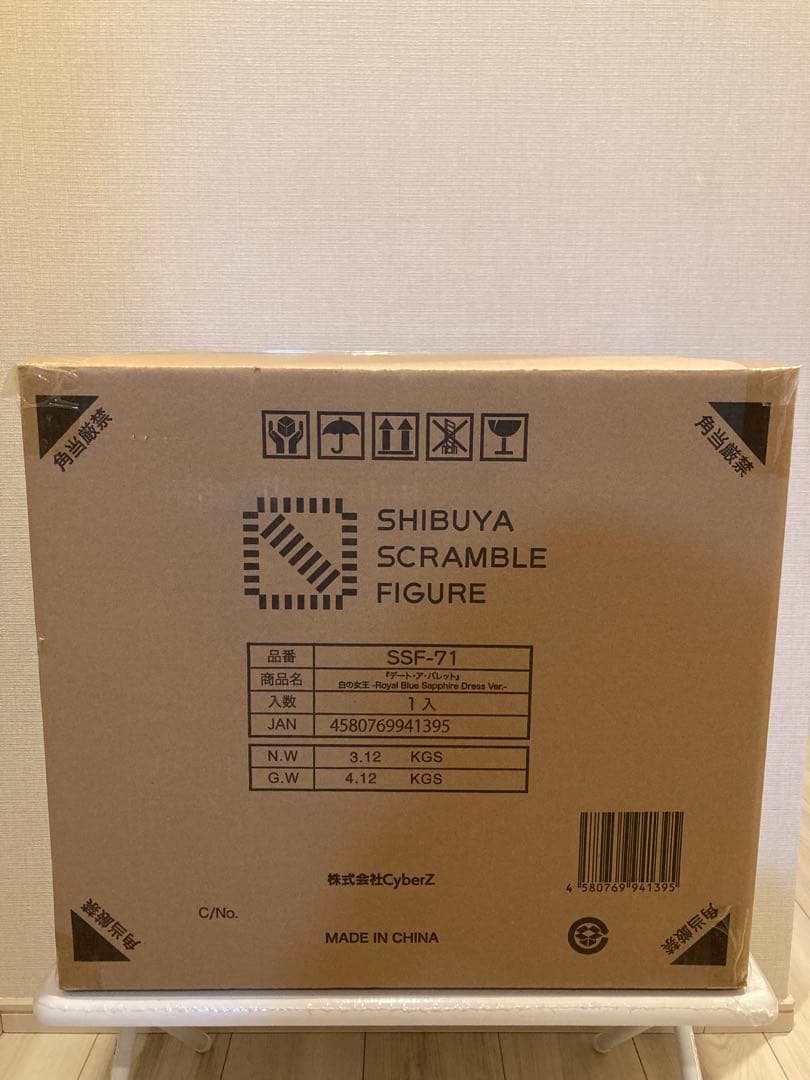 角当厳禁
角当厳禁
SHIBUYA
SCRAMBLE
FIGURE
品番 SSF-71
商品名 『デート・ア・バレット』
白の女王 -Royal Blue Sapphire Dress Ver.-
入数 1入
JAN 4580769941395
N.W 3.12 KGS
G.W 4.12 KGS
4 580769 941395
株式会社CyberZ
角当厳禁
C/No.
角当厳禁
MADE IN CHINA